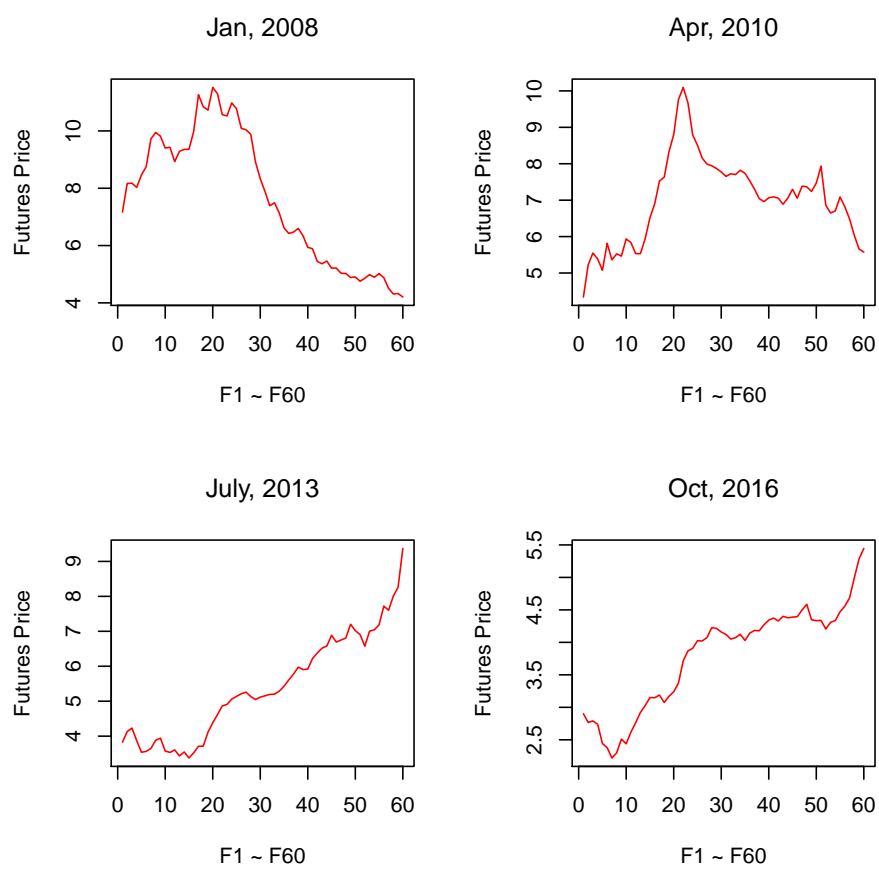 Jan, 2008
Futures Price
4 6 8 10
0 10 20 30 40 50 60
F1 ~ F60
Apr, 2010
Futures Price
5 6 7 8 9 10
0 10 20 30 40 50 60
F1 ~ F60
July, 2013
Futures Price
4 5 6 7 8 9
0 10 20 30 40 50 60
F1 ~ F60
Oct, 2016
Futures Price
2.5 3.5 4.5 5.5
0 10 20 30 40 50 60
F1 ~ F60